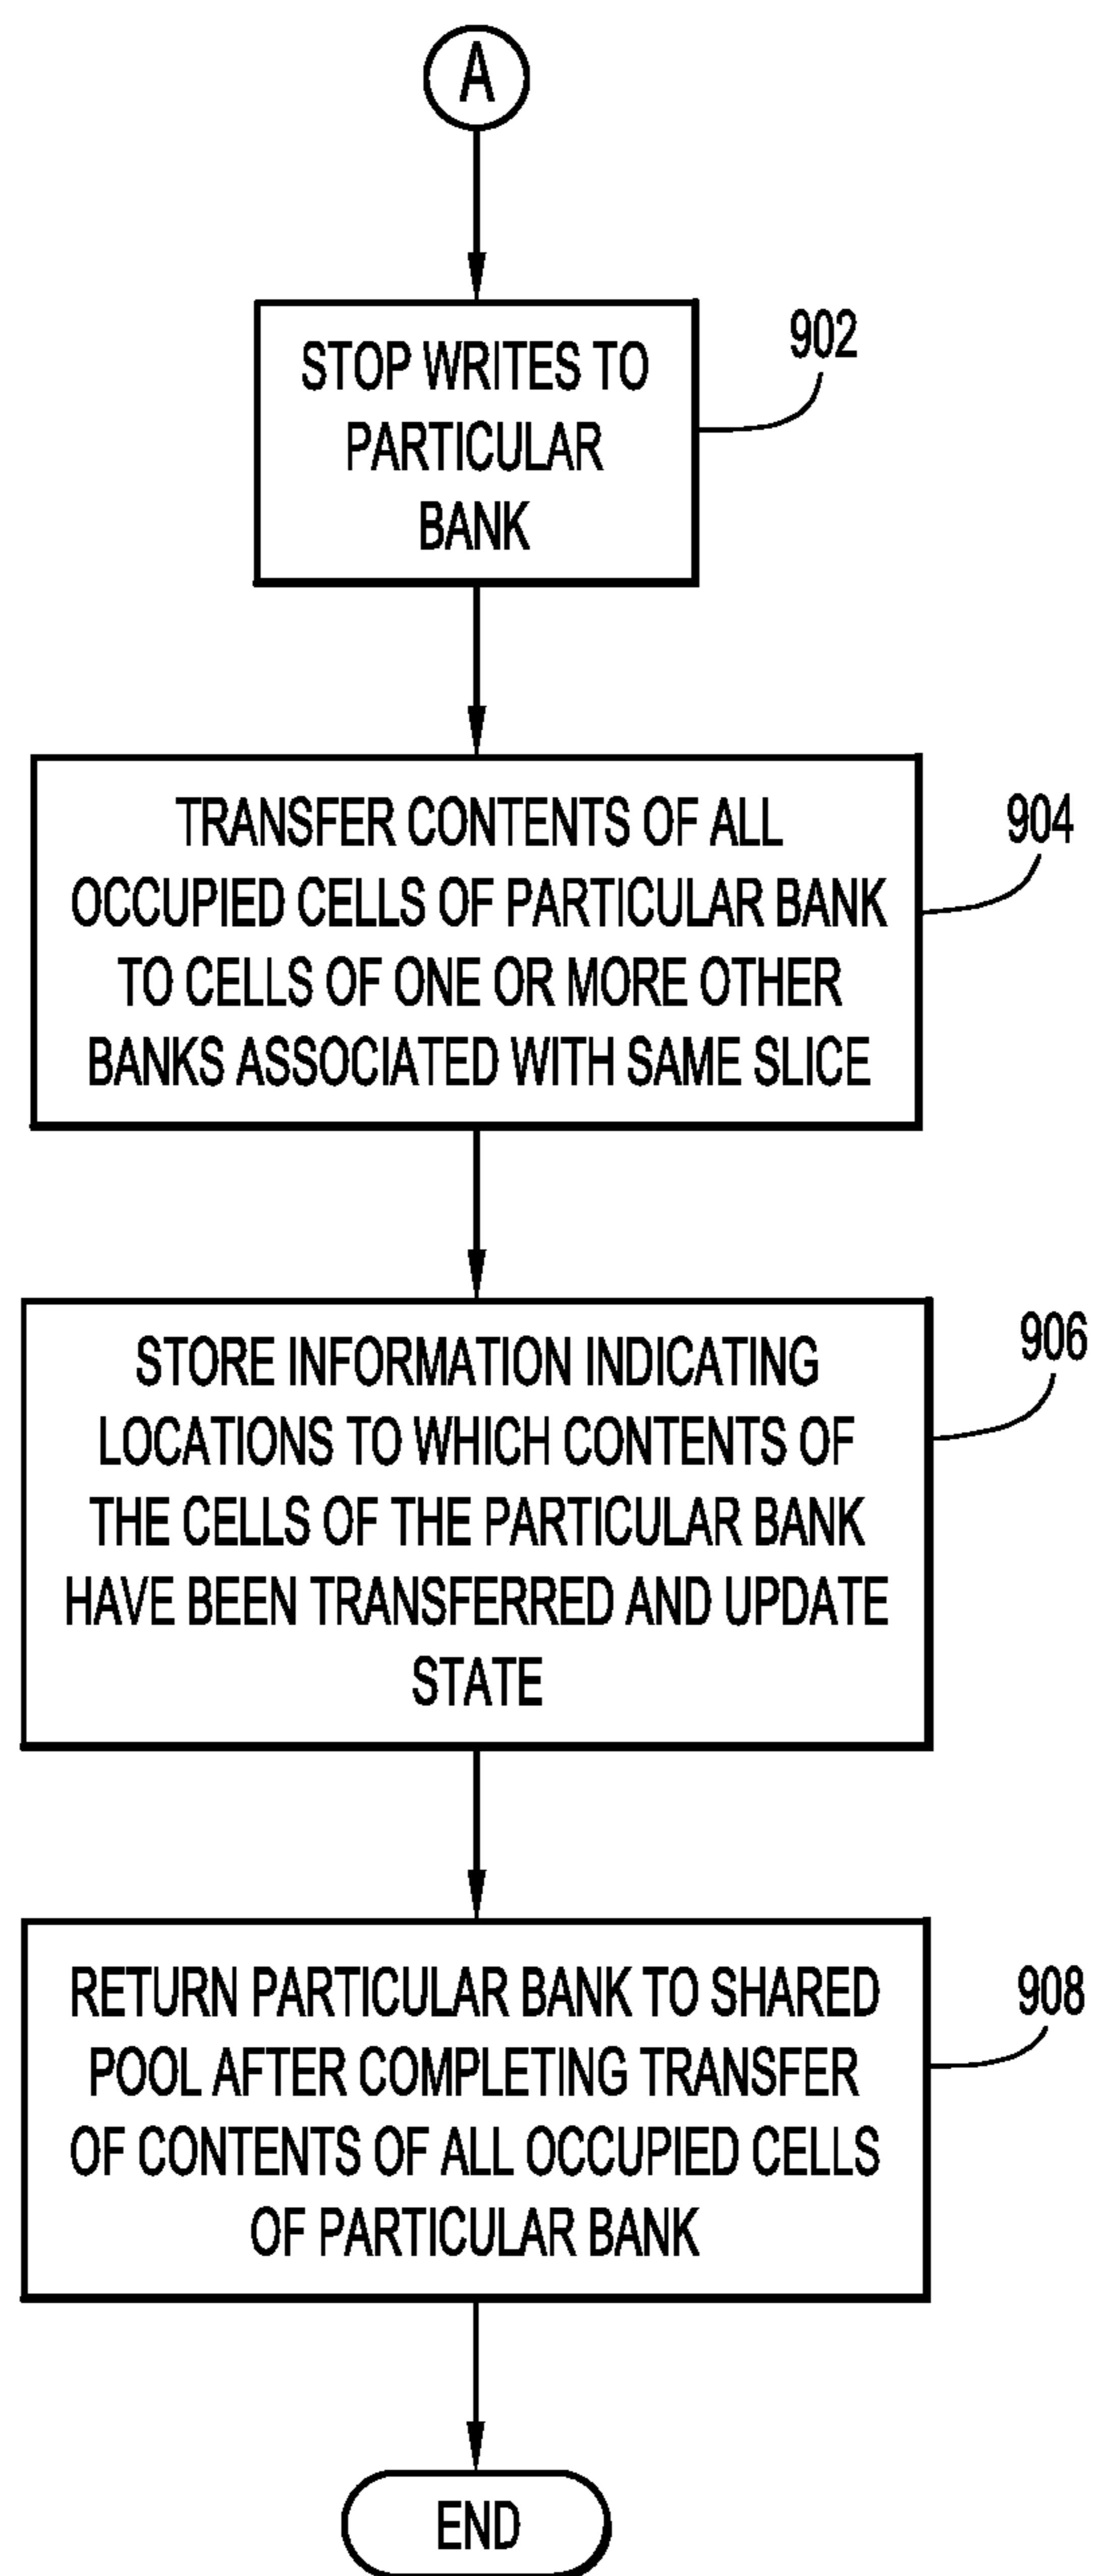 A
STOP WRITES TO
PARTICULAR
BANK
902
TRANSFER CONTENTS OF ALL
OCCUPIED CELLS OF PARTICULAR BANK
TO CELLS OF ONE OR MORE OTHER
BANKS ASSOCIATED WITH SAME SLICE
904
STORE INFORMATION INDICATING
LOCATIONS TO WHICH CONTENTS OF
THE CELLS OF THE PARTICULAR BANK
HAVE BEEN TRANSFERRED AND UPDATE
STATE
906
RETURN PARTICULAR BANK TO SHARED
POOL AFTER COMPLETING TRANSFER
OF CONTENTS OF ALL OCCUPIED CELLS
OF PARTICULAR BANK
908
END